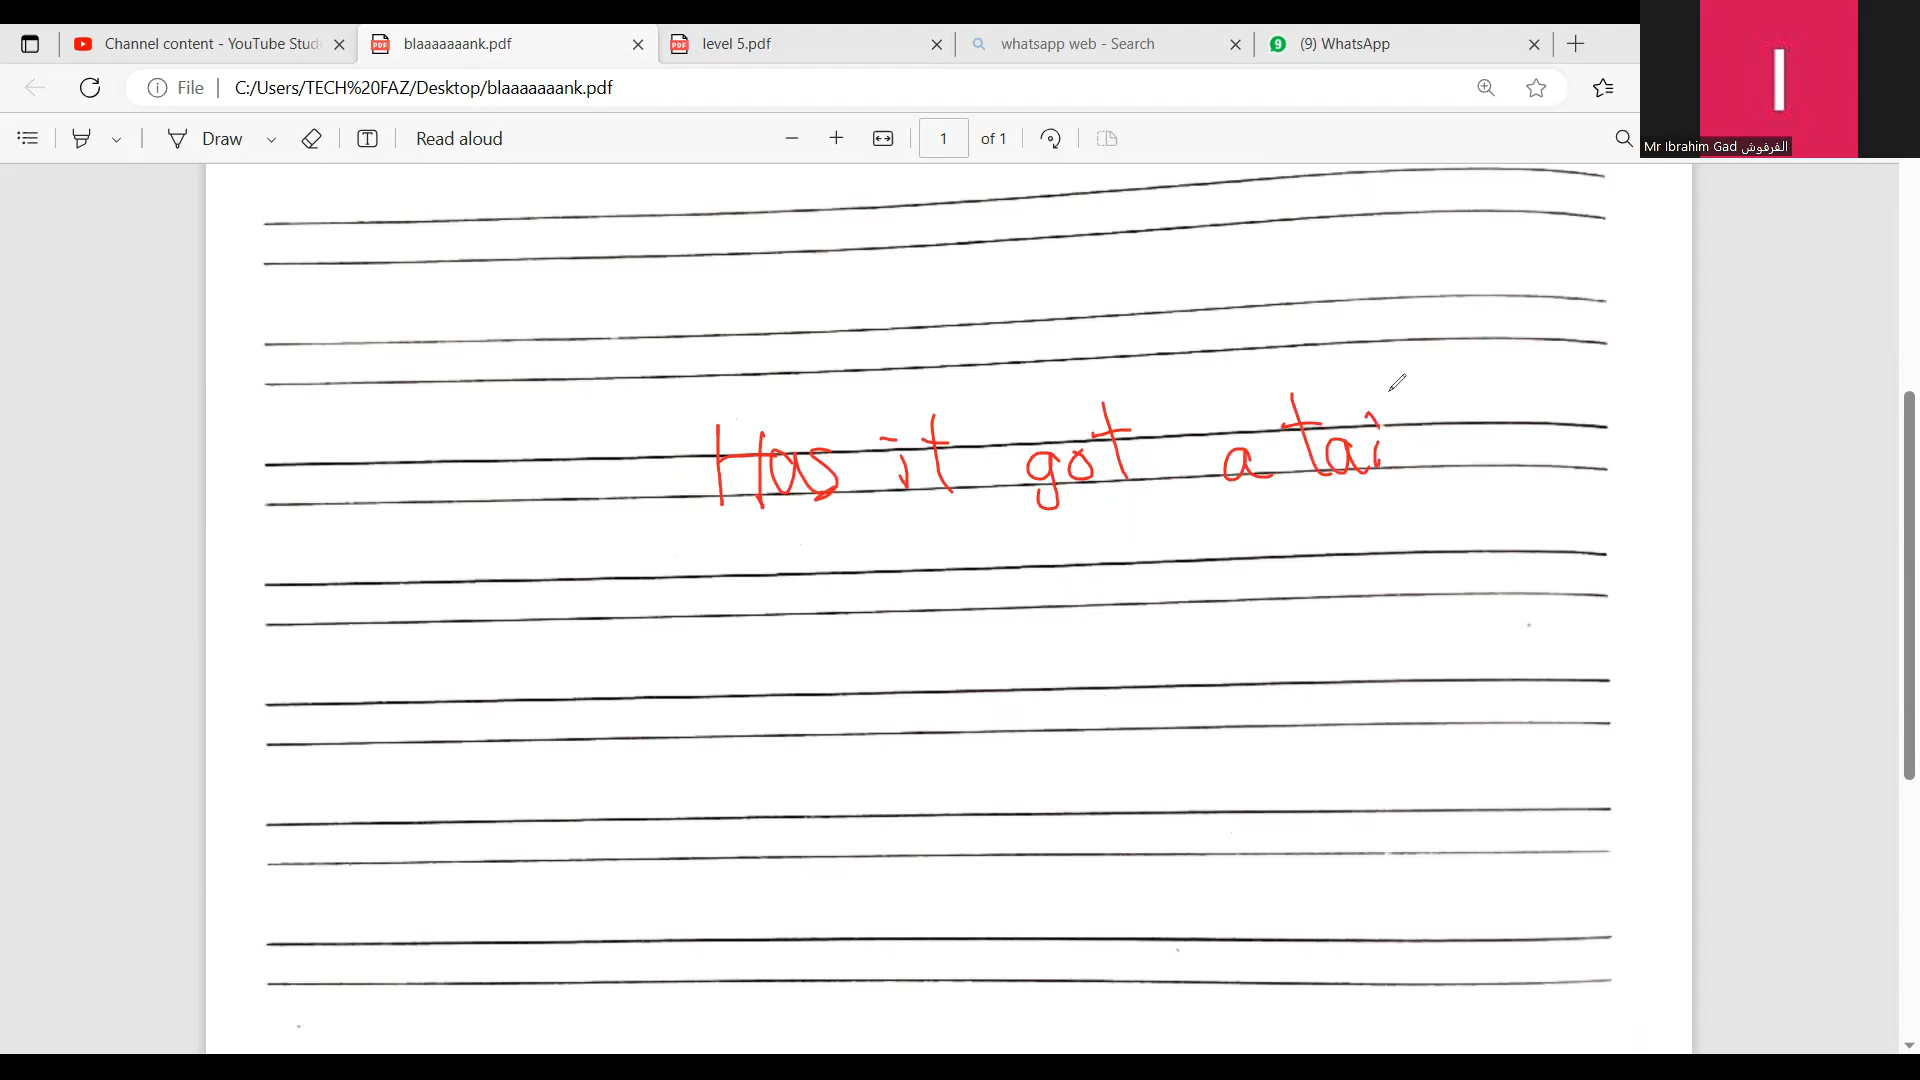 Channel content - YouTube Stud
blaaaaaaank.pdf
level 5.pdf
whatsapp web - Search
(9) WhatsApp
File
C:/Users/TECH%20FAZ/Desktop/blaaaaaaank.pdf
Draw
Read aloud
1
of 1
I
Mr Ibrahim Gad الفرفوش
Has it got a tai